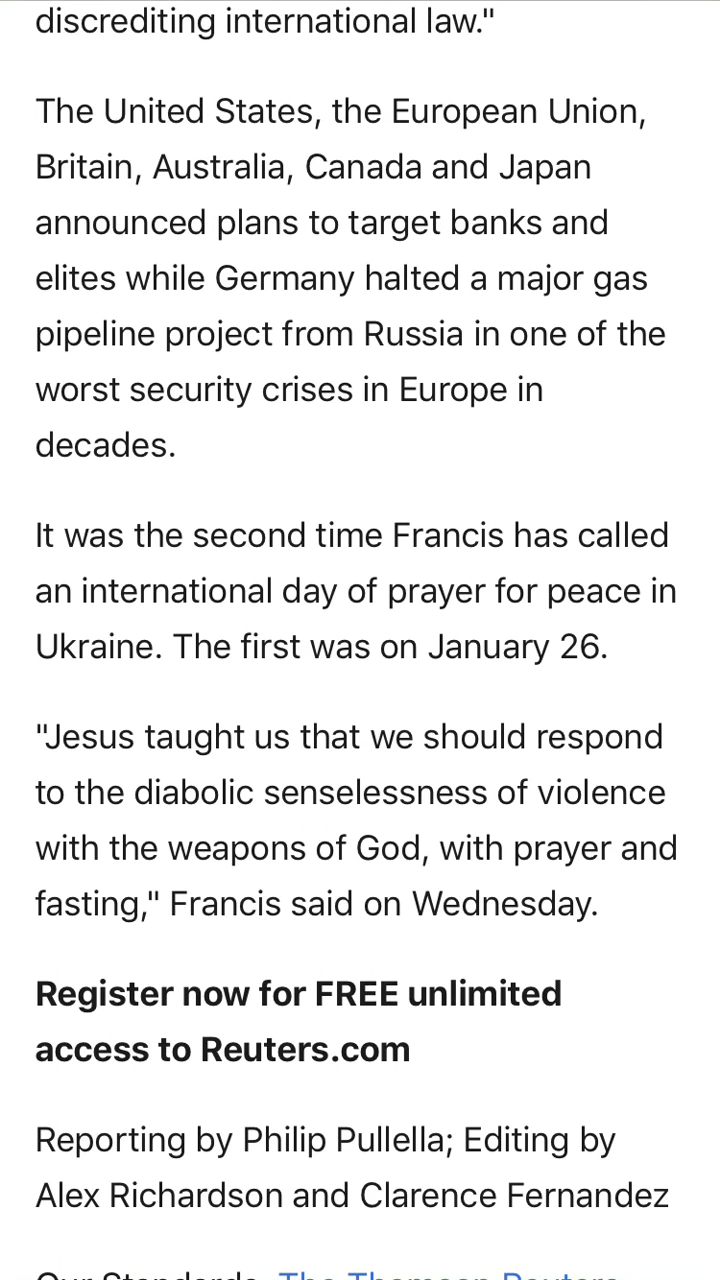 discrediting international law."
The United States, the European Union,
Britain, Australia, Canada and Japan
announced plans to target banks and
elites while Germany halted a major gas
pipeline project from Russia in one of the
worst security crises in Europe in
decades.
It was the second time Francis has called
an international day of prayer for peace in
Ukraine. The first was on January 26.
"Jesus taught us that we should respond
to the diabolic senselessness of violence
with the weapons of God, with prayer and
fasting," Francis said on Wednesday.
Register now for FREE unlimited
access to Reuters.com
Reporting by Philip Pullella; Editing by
Alex Richardson and Clarence Fernandez
Our Standards: The Thomson Reuters